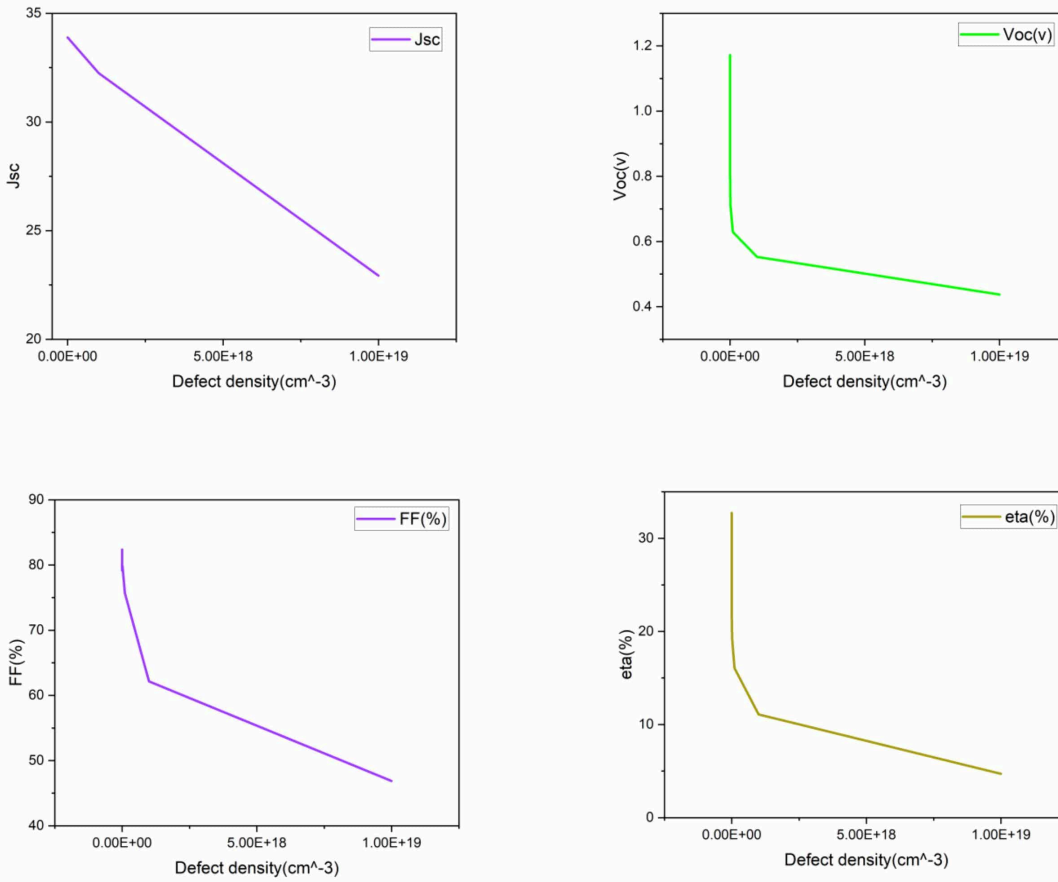 35
30
25
20
Jsc
Jsc
0.00E+00 5.00E+18 1.00E+19
Defect density(cm^-3)
1.2
1.0
0.8
0.6
0.4
Voc(v)
Voc(v)
0.00E+00 5.00E+18 1.00E+19
Defect density(cm^-3)
90
80
70
60
50
40
FF(%)
FF(%)
0.00E+00 5.00E+18 1.00E+19
Defect density(cm^-3)
30
20
10
0
eta(%)
eta(%)
0.00E+00 5.00E+18 1.00E+19
Defect density(cm^-3)